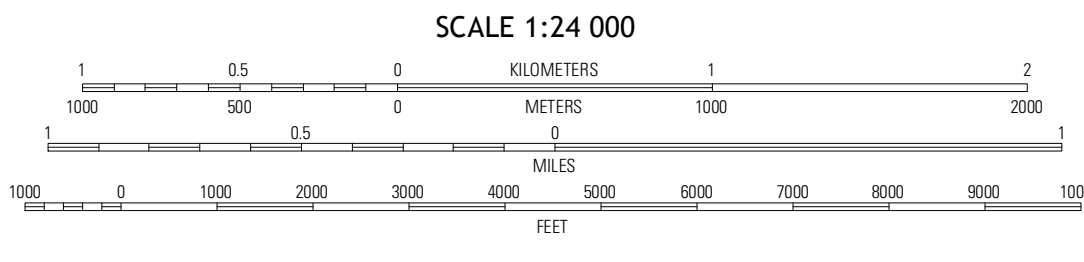 SCALE 1:24 000
1 0.5 0 KILOMETERS 1 2
1000 500 0 METERS 1000 2000
1 0.5 0 1
MILES
1000 0 1000 2000 3000 4000 5000 6000 7000 8000 9000 100
FEET